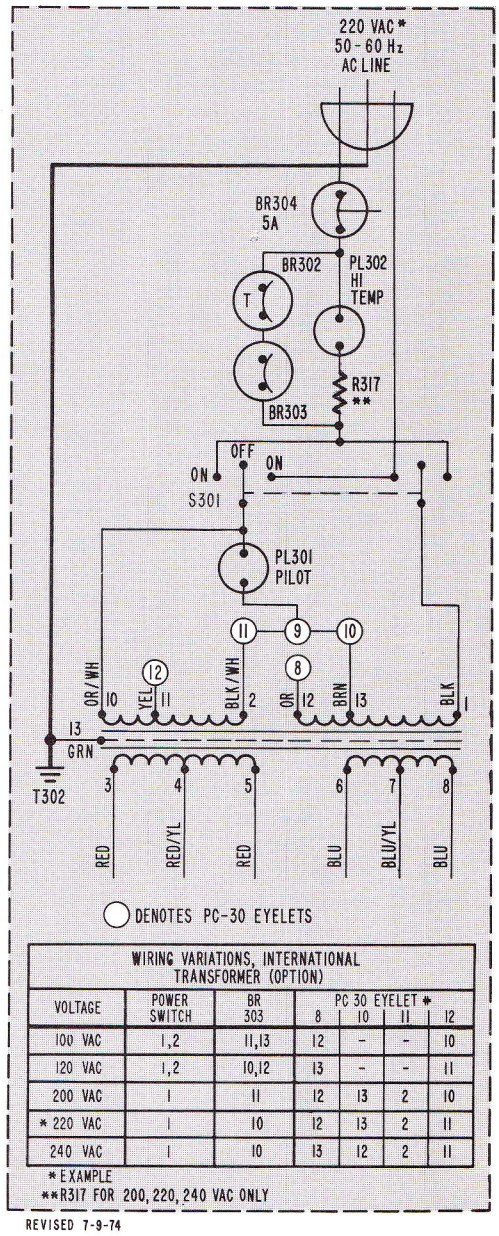 220 VAC *
50 - 60 Hz
AC LINE
BR304
5A
BR302
PL302
HI
TEMP
T
R317
**
BR303
OFF
ON
ON
S301
PL301
PILOT
11
9
10
12
8
OR/WH
10
YEL
11
BLK/WH
2
OR
12
BRN
13
BLK
1
13
GRN
T302
3
4
5
6
7
8
RED
RED/YL
RED
BLU
BLU/YL
BLU
DENOTES PC-30 EYELETS
WIRING VARIATIONS, INTERNATIONAL
TRANSFORMER (OPTION)
VOLTAGE POWER SWITCH BR 303 PC 30 EYELET *
8 10 11 12
100 VAC 1,2 11,13 12 - - 10
120 VAC 1,2 10,12 13 - - 11
200 VAC 1 11 12 13 2 10
* 220 VAC 1 10 12 13 2 11
240 VAC 1 10 13 12 2 11
* EXAMPLE
**R317 FOR 200, 220, 240 VAC ONLY
REVISED 7-9-74